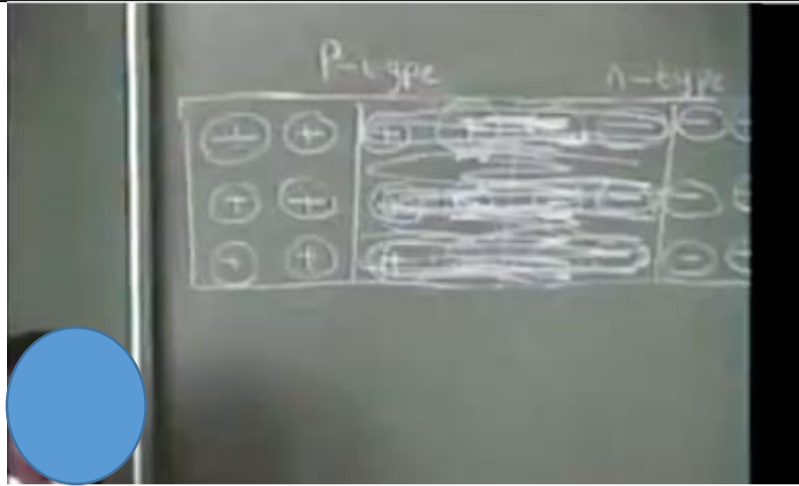 P-type n-type
+ + + -
+ + + -
+ + + -